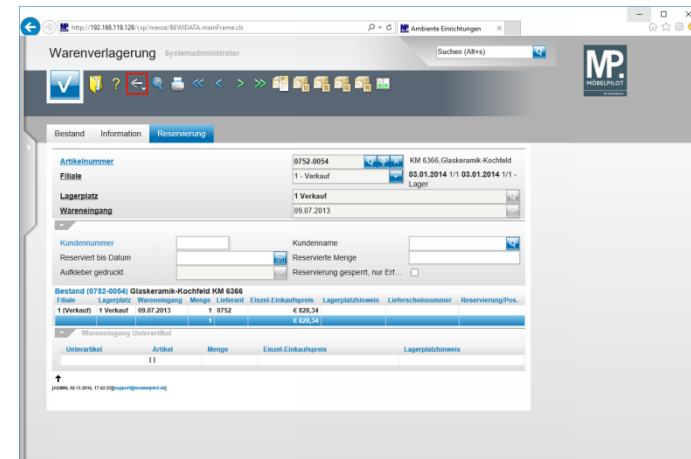 http://192.168.119.128/csp/messe/BEWIDATA.mainFrame.cls
Ambiente Einrichtungen
Warenverlagerung Systemadministrator
Suchen (Alt+s)
MP.
MÖBELPILOT
Bestand Information Reservierung
Artikelnummer 0752-0054 KM 6366,Glaskeramik-Kochfeld
Filiale 1 - Verkauf 03.01.2014 1/1 03.01.2014 1/1 -
Lager
Lagerplatz 1 Verkauf
Wareneingang 09.07.2013
Kundennummer Kundenname
Reserviert bis Datum Reservierte Menge
Aufkleber gedruckt Reservierung gesperrt, nur Erf...
Bestand (0752-0054) Glaskeramik-Kochfeld KM 6366
Filiale Lagerplatz Wareneingang Menge Lieferant Einzel-Einkaufspreis Lagerplatzhinweis Lieferscheinnummer Reservierung/Pos.
1 (Verkauf) 1 Verkauf 09.07.2013 1 0752 € 828,34
1 € 828,34
Wareneingang Unterartikel
Unterartikel Artikel Menge Einzel-Einkaufspreis Lagerplatzhinweis
()